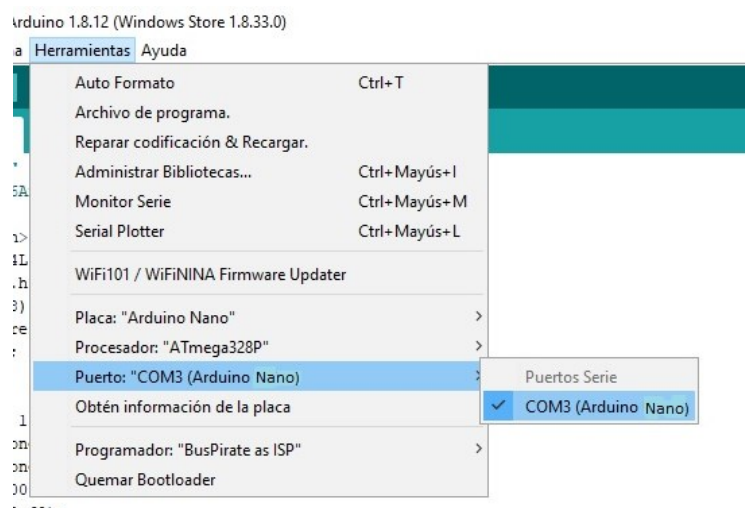 Arduino 1.8.12 (Windows Store 1.8.33.0)
Herramientas Ayuda
Auto Formato Ctrl+T
Archivo de programa.
Reparar codificación & Recargar.
Administrar Bibliotecas... Ctrl+Mayús+I
Monitor Serie Ctrl+Mayús+M
Serial Plotter Ctrl+Mayús+L
WiFi101 / WiFiNINA Firmware Updater
Placa: "Arduino Nano"
Procesador: "ATmega328P"
Puerto: "COM3 (Arduino Nano)
Puertos Serie
COM3 (Arduino Nano)
Obtén información de la placa
Programador: "BusPirate as ISP"
Quemar Bootloader